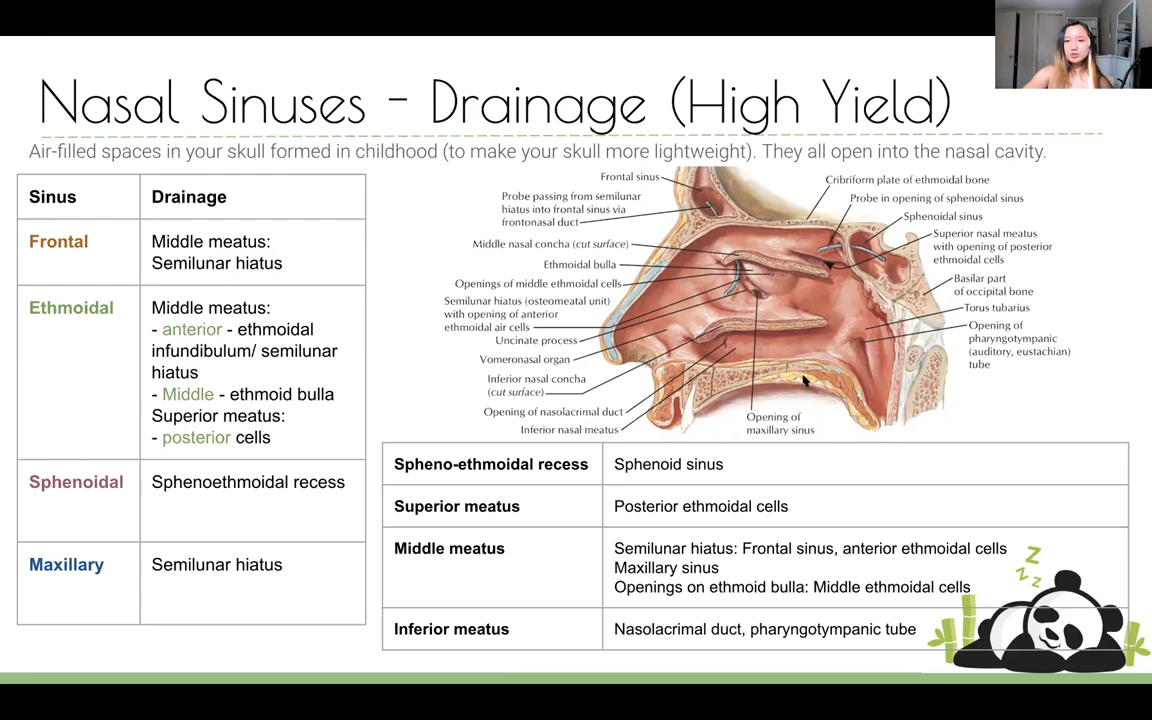 Nasal Sinuses - Drainage (High Yield)
Air-filled spaces in your skull formed in childhood (to make your skull more lightweight). They all open into the nasal cavity.
Sinus
Drainage
Frontal
Middle meatus:
Semilunar hiatus
Ethmoidal
Middle meatus:
- anterior - ethmoidal
infundibulum/ semilunar
hiatus
- Middle - ethmoid bulla
Superior meatus:
- posterior cells
Sphenoidal
Sphenoethmoidal recess
Maxillary
Semilunar hiatus
Frontal sinus
Probe passing from semilunar
hiatus into frontal sinus via
frontonasal duct
Middle nasal concha (cut surface)
Ethmoidal bulla
Openings of middle ethmoidal cells
Semilunar hiatus (osteomeatal unit)
with opening of anterior
ethmoidal air cells
Uncinate process
Vomeronasal organ
Inferior nasal concha
(cut surface)
Opening of nasolacrimal duct
Inferior nasal meatus
Opening of
maxillary sinus
Cribriform plate of ethmoidal bone
Probe in opening of sphenoidal sinus
Sphenoidal sinus
Superior nasal meatus
with opening of posterior
ethmoidal cells
Basilar part
of occipital bone
Torus tubarius
Opening of
pharyngotympanic
(auditory, eustachian)
tube
Spheno-ethmoidal recess
Sphenoid sinus
Superior meatus
Posterior ethmoidal cells
Middle meatus
Semilunar hiatus: Frontal sinus, anterior ethmoidal cells
Maxillary sinus
Openings on ethmoid bulla: Middle ethmoidal cells
Inferior meatus
Nasolacrimal duct, pharyngotympanic tube
Z
Z
Z